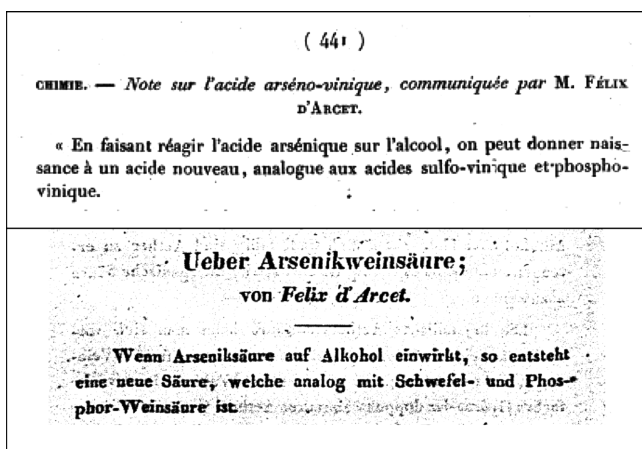 ( 441 )
CHIMIE. — Note sur l'acide arséno-vinique, communiquée par M. FÉLIX
D'ARCET.
« En faisant réagir l'acide arsénique sur l'alcool, on peut donner nais-
sance à un acide nouveau, analogue aux acides sulfo-vinique et phospho-
vinique.
Ueber Arsenikweinsäure;
von Felix d'Arcet.
Wenn Arseniksäure auf Alkohol einwirkt, so entsteht
eine neue Säure, welche analog mit Schwefel- und Phos-
phor-Weinsäure ist.